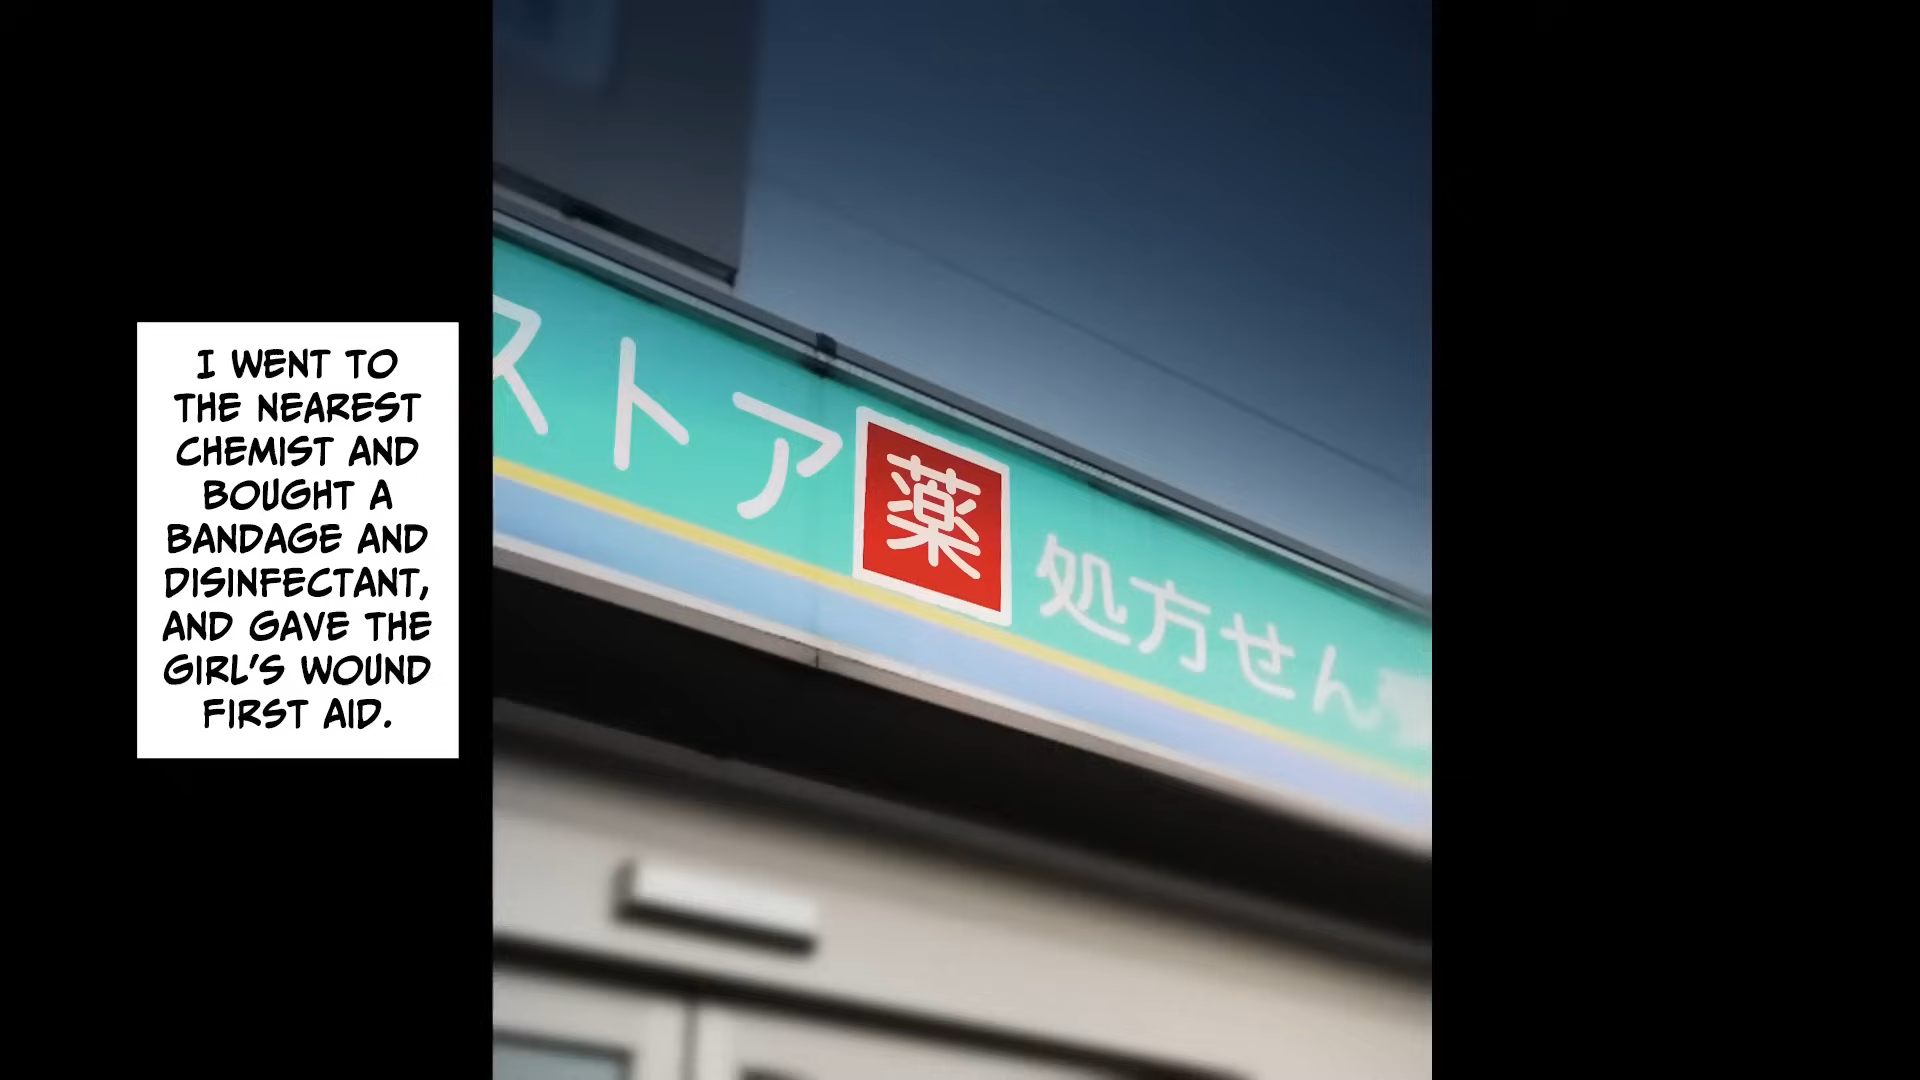 I WENT TO
THE NEAREST
CHEMIST AND
BOUGHT A
BANDAGE AND
DISINFECTANT,
AND GAVE THE
GIRL'S WOUND
FIRST AID.
ストア 薬 処方せん